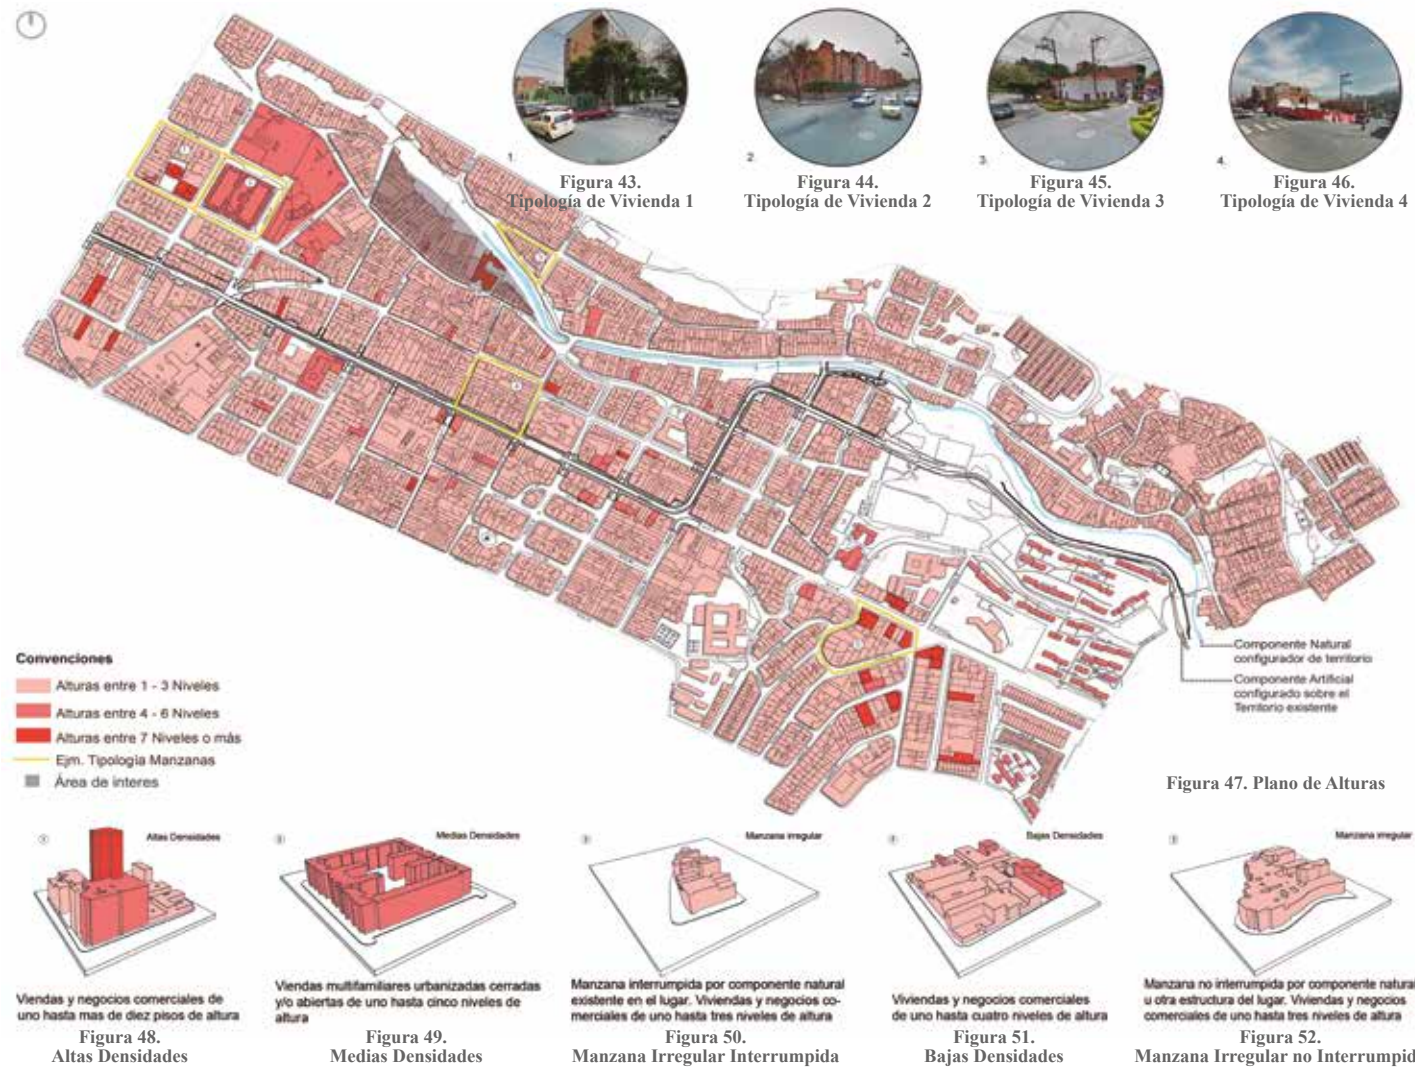 1.
2
3.
4.
Figura 43.
Tipología de Vivienda 1
Figura 44.
Tipología de Vivienda 2
Figura 45.
Tipología de Vivienda 3
Figura 46.
Tipología de Vivienda 4
Componente Natural
configurador de territorio
Componente Artificial
configurado sobre el
Territorio existente
Convenciones
Alturas entre 1 - 3 Niveles
Alturas entre 4 - 6 Niveles
Alturas entre 7 Niveles o más
Ejm. Tipología Manzanas
Área de interes
Figura 47. Plano de Alturas
Altas Densidades
Viendas y negocios comerciales de
uno hasta mas de diez pisos de altura
Figura 48.
Altas Densidades
Medias Densidades
Viendas multifamiliares urbanizadas cerradas
y/o abiertas de uno hasta cinco niveles de
altura
Figura 49.
Medias Densidades
Manzana irregular
Manzana interrumpida por componente natural
existente en el lugar. Viviendas y negocios co-
merciales de uno hasta tres niveles de altura
Figura 50.
Manzana Irregular Interrumpida
Bajas Densidades
Viviendas y negocios comerciales
de uno hasta cuatro niveles de altura
Figura 51.
Bajas Densidades
Manzana irregular
Manzana no interrumpida por componente natural
u otra estructura del lugar. Viviendas y negocios
comerciales de uno hasta tres niveles de altura
Figura 52.
Manzana Irregular no Interrumpid